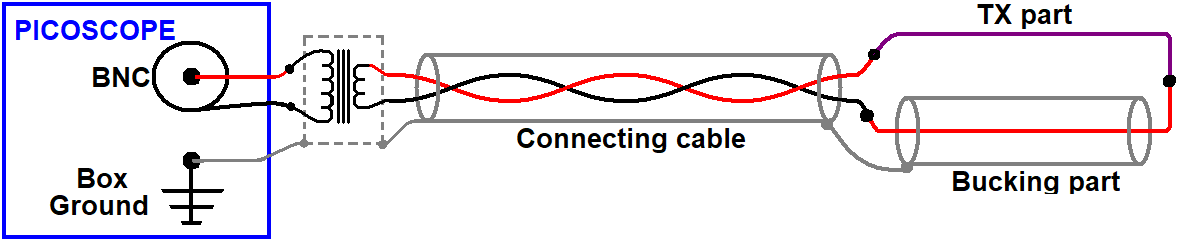 PICOSCOPE
BNC
Box
Ground
Connecting cable
TX part
Bucking part